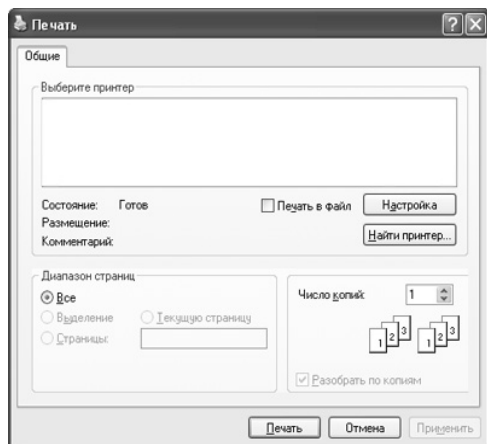 Печать
Общие
Выберите принтер
Состояние: Готов
Размещение:
Комментарий:
Печать в файл
Настройка
Найти принтер...
Диапазон страниц
Все
Выделение
Текущую страницу
Страницы:
Число копий:
1
1 2 3 1 2 3
Разобрать по копиям
Печать
Отмена
Применить